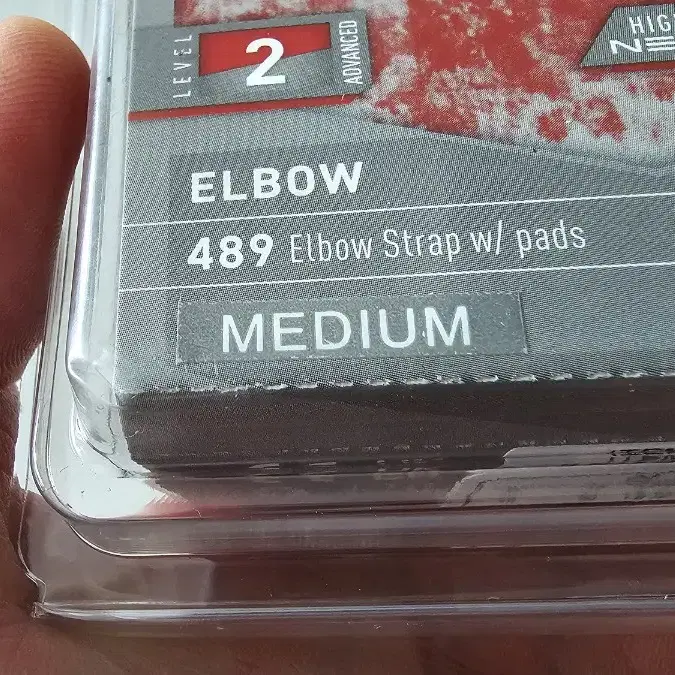 LEVEL 2 ADVANCED
ELBOW
489 Elbow Strap w/ pads
MEDIUM